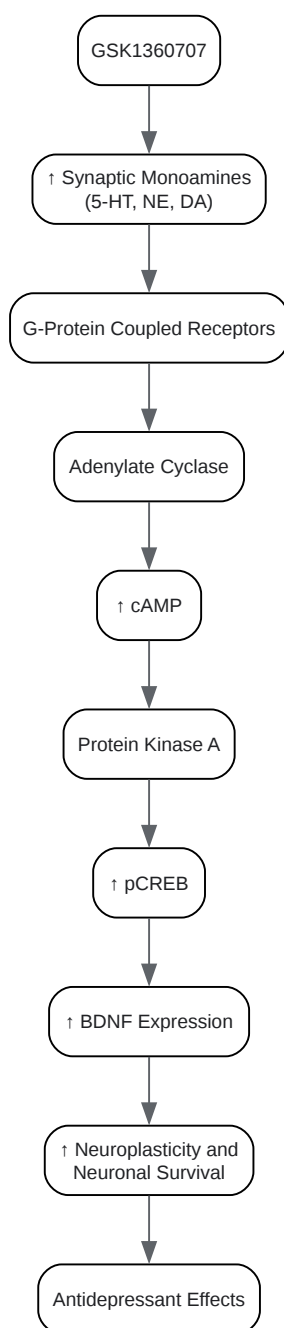 GSK1360707
↑ Synaptic Monoamines
(5-HT, NE, DA)
G-Protein Coupled Receptors
Adenylate Cyclase
↑ cAMP
Protein Kinase A
↑ pCREB
↑ BDNF Expression
↑ Neuroplasticity and
Neuronal Survival
Antidepressant Effects